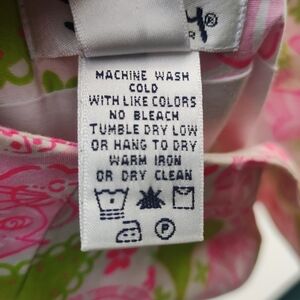 MACHINE WASH
COLD
WITH LIKE COLORS
NO BLEACH
TUMBLE DRY LOW
OR HANG TO DRY
WARM IRON
OR DRY CLEAN
P